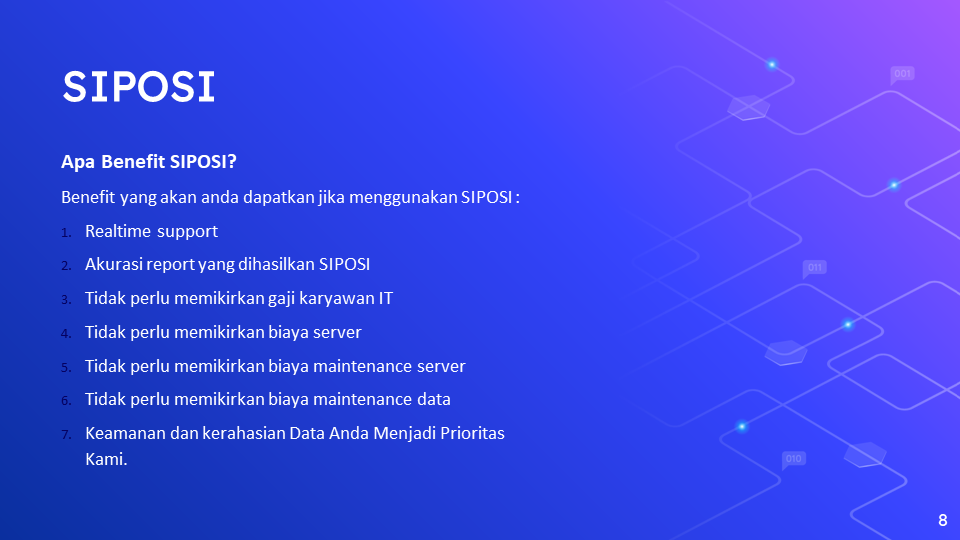 SIPOSI
Apa Benefit SIPOSI?
Benefit yang akan anda dapatkan jika menggunakan SIPOSI :
1. Realtime support
2. Akurasi report yang dihasilkan SIPOSI
3. Tidak perlu memikirkan gaji karyawan IT
4. Tidak perlu memikirkan biaya server
5. Tidak perlu memikirkan biaya maintenance server
6. Tidak perlu memikirkan biaya maintenance data
7. Keamanan dan kerahasian Data Anda Menjadi Prioritas
Kami.
001
011
010
8